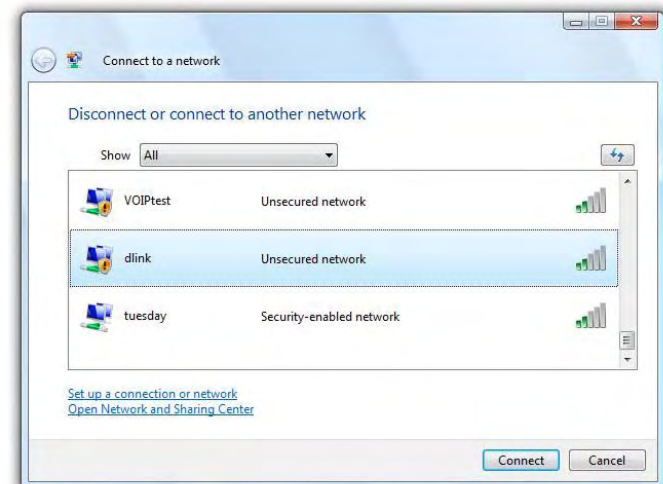 Connect to a network
Disconnect or connect to another network
Show All
VOIPtest Unsecured network
dlink Unsecured network
tuesday Security-enabled network
Set up a connection or network
Open Network and Sharing Center
Connect Cancel